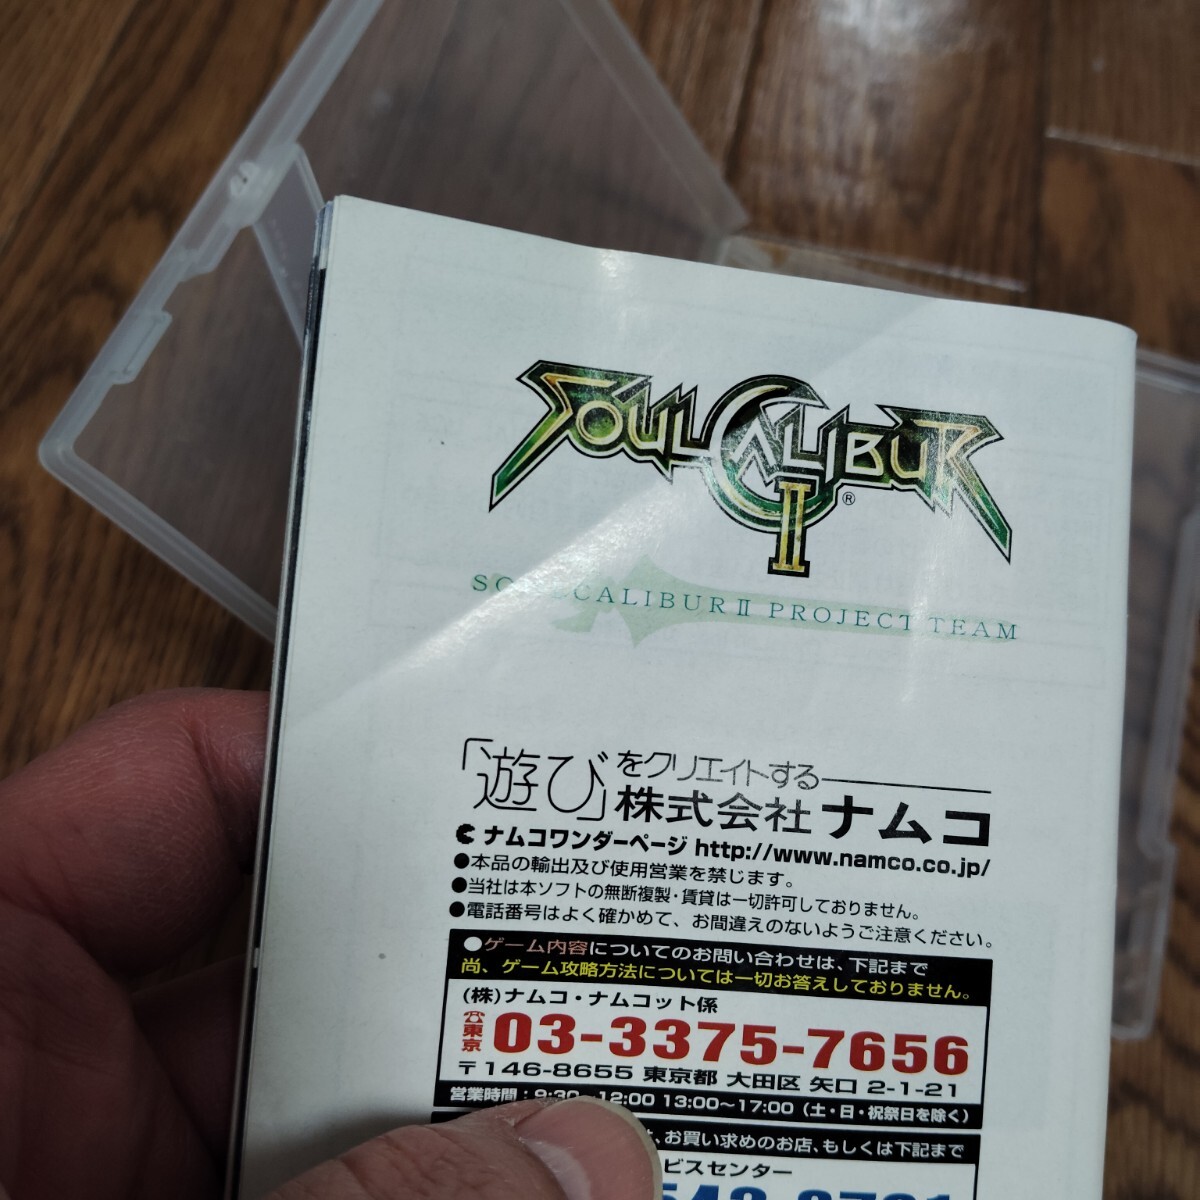 SOULCALIBUR II ®
SOULCALIBUR II PROJECT TEAM
「遊び」をクリエイトする
株式会社 ナムコ
ナムコワンダーページ http://www.namco.co.jp/
●本品の輸出及び使用営業を禁じます。
●当社は本ソフトの無断複製・賃貸は一切許可しておりません。
●電話番号はよく確かめて、お間違えのないようご注意ください。
●ゲーム内容についてのお問い合わせは、下記まで
尚、ゲーム攻略方法については一切お答えしておりません。
(株)ナムコ・ナムコット係
☎東京 03-3375-7656
〒146-8655 東京都 大田区 矢口 2-1-21
営業時間:9:30〜12:00 13:00〜17:00 (土・日・祝祭日を除く)
は、お買い求めのお店、もしくは下記まで
ビスセンター